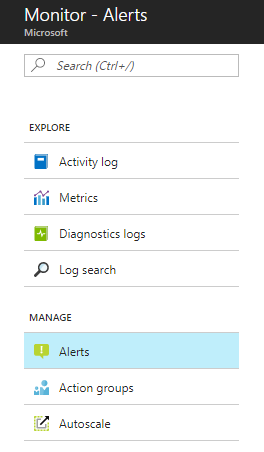 Monitor - Alerts
Microsoft
Search (Ctrl+/)
EXPLORE
Activity log
Metrics
Diagnostics logs
Log search
MANAGE
Alerts
Action groups
Autoscale